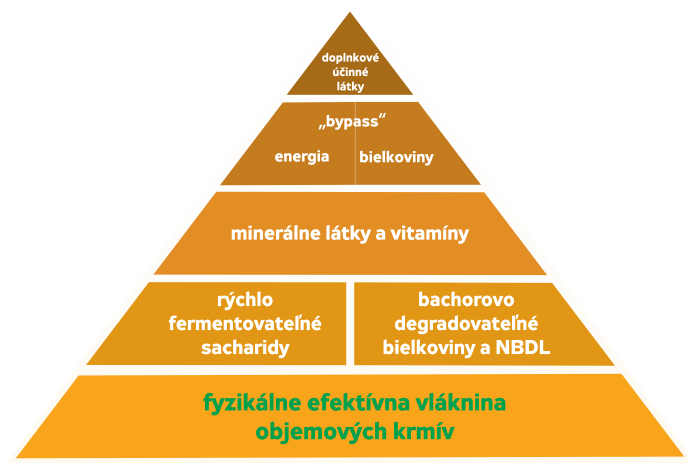 doplnkové
účinné
látky
„bypass“
energia
bielkoviny
minerálne látky a vitamíny
rýchlo
fermentovateľné
sacharidy
bachorovo
degradovateľné
bielkoviny a NBDL
fyzikálne efektívna vláknina
objemových krmív